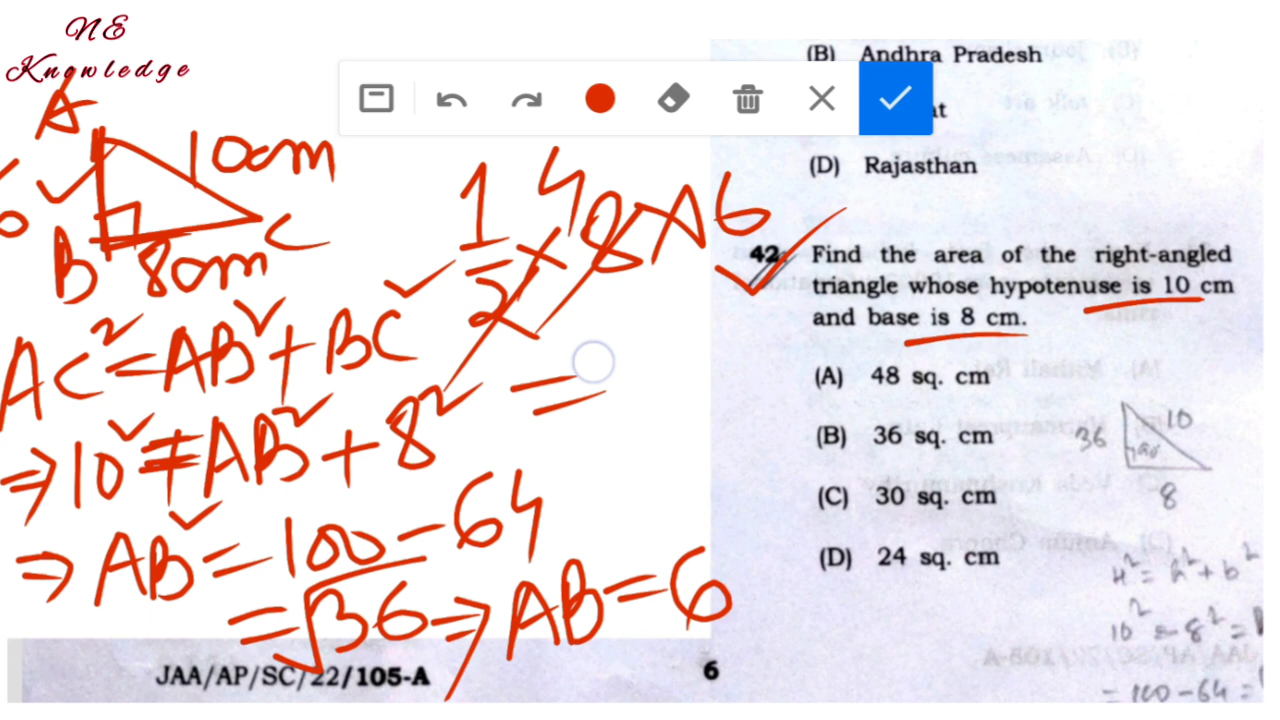 NE
Knowledge
A
10cm
B 8cm C
1/2 × 8 × 6
4
=
AC² = AB² + BC²
⇒ 10² = AB² + 8²
⇒ AB² = 100 - 64
= √36 ⇒ AB = 6
(B) Andhra Pradesh
(D) Rajasthan
42. Find the area of the right-angled
triangle whose hypotenuse is 10 cm
and base is 8 cm.
(A) 48 sq. cm
(B) 36 sq. cm
(C) 30 sq. cm
(D) 24 sq. cm
36 10
90°
8
h² = a² + b²
10² = 8² =
= 100 - 64 =
JAA/AP/SC/22/105-A
6